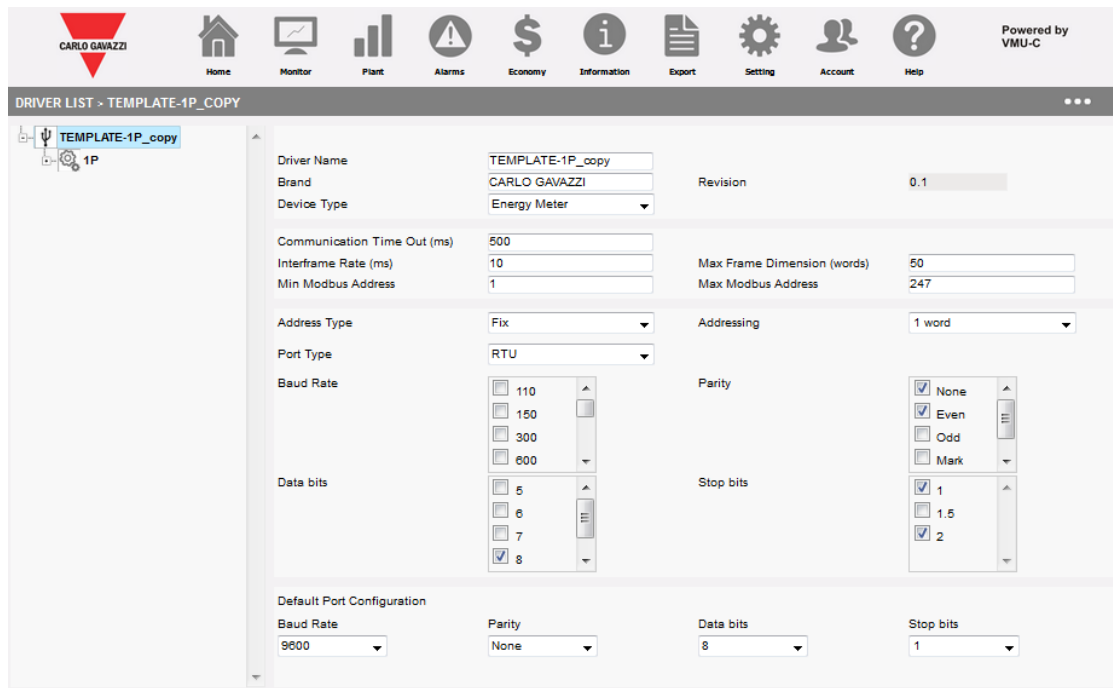 CARLO GAVAZZI
Home Monitor Plant Alarms Economy Information Export Setting Account Help
Powered by
VMU-C
DRIVER LIST > TEMPLATE-1P_COPY
TEMPLATE-1P_copy
1P
Driver Name TEMPLATE-1P_copy
Brand CARLO GAVAZZI Revision 0.1
Device Type Energy Meter
Communication Time Out (ms) 500
Interframe Rate (ms) 10 Max Frame Dimension (words) 50
Min Modbus Address 1 Max Modbus Address 247
Address Type Fix Addressing 1 word
Port Type RTU
Baud Rate 110 Parity None
150 Even
300 Odd
600 Mark
Data bits 5 Stop bits 1
6 1.5
7 2
8
Default Port Configuration
Baud Rate Parity Data bits Stop bits
9600 None 8 1